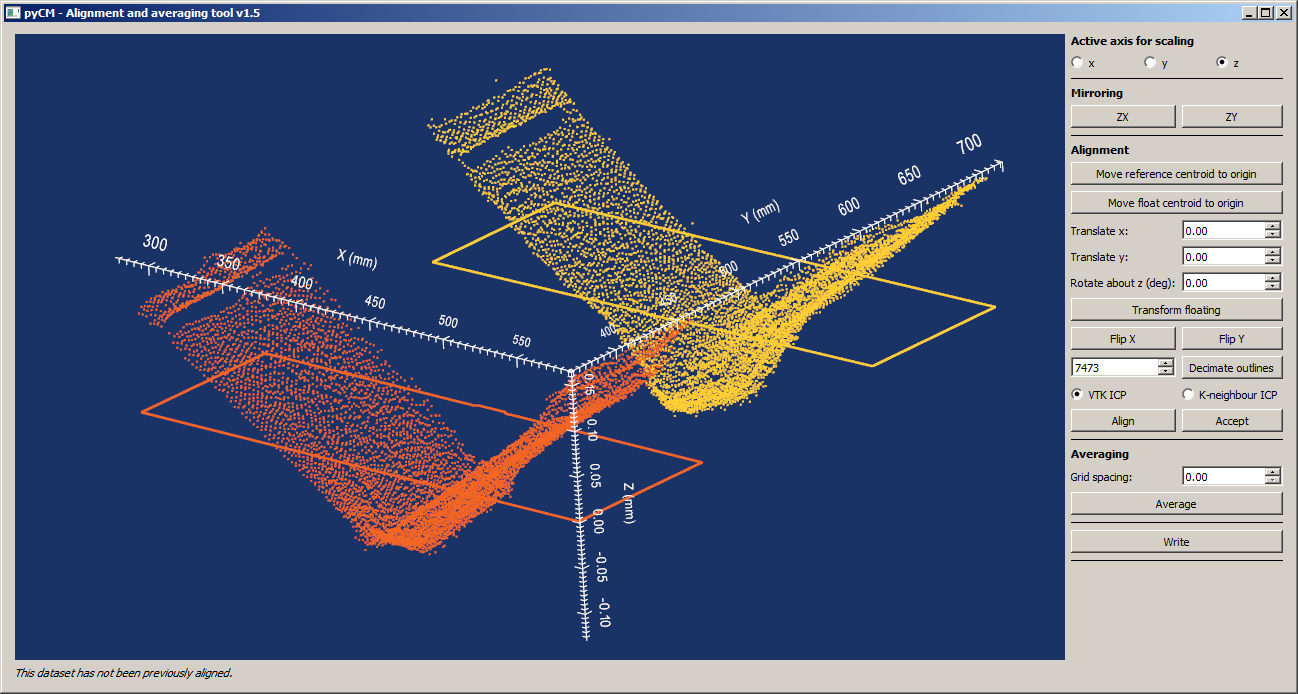 pyCM - Alignment and averaging tool v1.5
300
350
400
450
500
550
X (mm)
400
450
500
550
600
650
700
Y (mm)
0.15
0.10
0.05
0.00
-0.05
-0.10
Z (mm)
Active axis for scaling
x y z
Mirroring
ZX ZY
Alignment
Move reference centroid to origin
Move float centroid to origin
Translate x: 0.00
Translate y: 0.00
Rotate about z (deg): 0.00
Transform floating
Flip X Flip Y
7473 Decimate outlines
VTK ICP K-neighbour ICP
Align Accept
Averaging
Grid spacing: 0.00
Average
Write
This dataset has not been previously aligned.